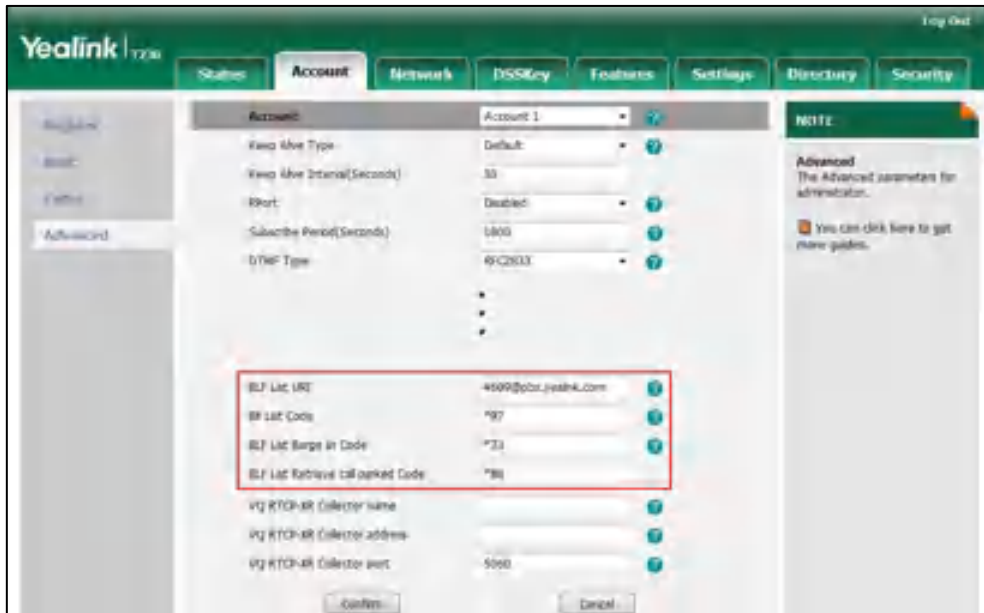 Log Out
Yealink
Status Account Network DSSKey Features Settings Directory Security
Register
Basic
Codec
Advanced
Account Account 1
Keep Alive Type Default
Keep Alive Interval(Seconds) 30
RPort Disabled
Subscribe Period(Seconds) 1800
DTMF Type RFC2833
BLF List URI 4609@pbx.yealink.com
BLF List Code *97
BLF List Barge In Code *33
BLF List Retrieve call parked Code
VQ RTCP-XR Collector name
VQ RTCP-XR Collector address
VQ RTCP-XR Collector port 5060
Confirm Cancel
NOTE
Advanced
The Advanced parameters for
administrator.
You can click here to get
more guides.